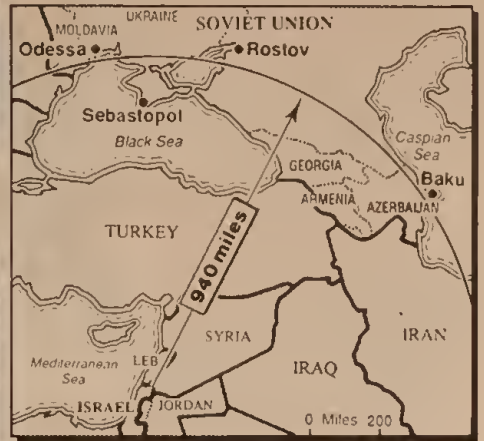 UKRAINE
SOVIET UNION
MOLDAVIA
Odessa
Rostov
Sebastopol
Black Sea
Caspian
Sea
GEORGIA
Baku
ARMENIA
AZERBAIJAN
TURKEY
940 miles
SYRIA
IRAN
Mediterranean
Sea
LEB
IRAQ
ISRAEL
JORDAN
0 Miles 200